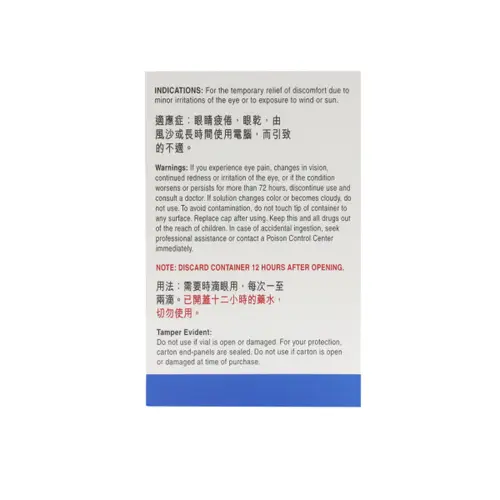 INDICATIONS: For the temporary relief of discomfort due to
minor irritations of the eye or to exposure to wind or sun.
適應症：眼睛疲倦，眼乾，由
風沙或長時間使用電腦，而引致
的不適。
Warnings: If you experience eye pain, changes in vision,
continued redness or irritation of the eye, or if the condition
worsens or persists for more than 72 hours, discontinue use and
consult a doctor. If solution changes color or becomes cloudy, do
not use. To avoid contamination, do not touch tip of container to
any surface. Replace cap after using. Keep this and all drugs out
of the reach of children. In case of accidental ingestion, seek
professional assistance or contact a Poison Control Center
immediately.
NOTE: DISCARD CONTAINER 12 HOURS AFTER OPENING.
用法：需要時滴眼用，每次一至
兩滴。已開蓋十二小時的藥水，
切勿使用。
Tamper Evident:
Do not use if vial is open or damaged. For your protection,
carton end-panels are sealed. Do not use if carton is open
or damaged at time of purchase.